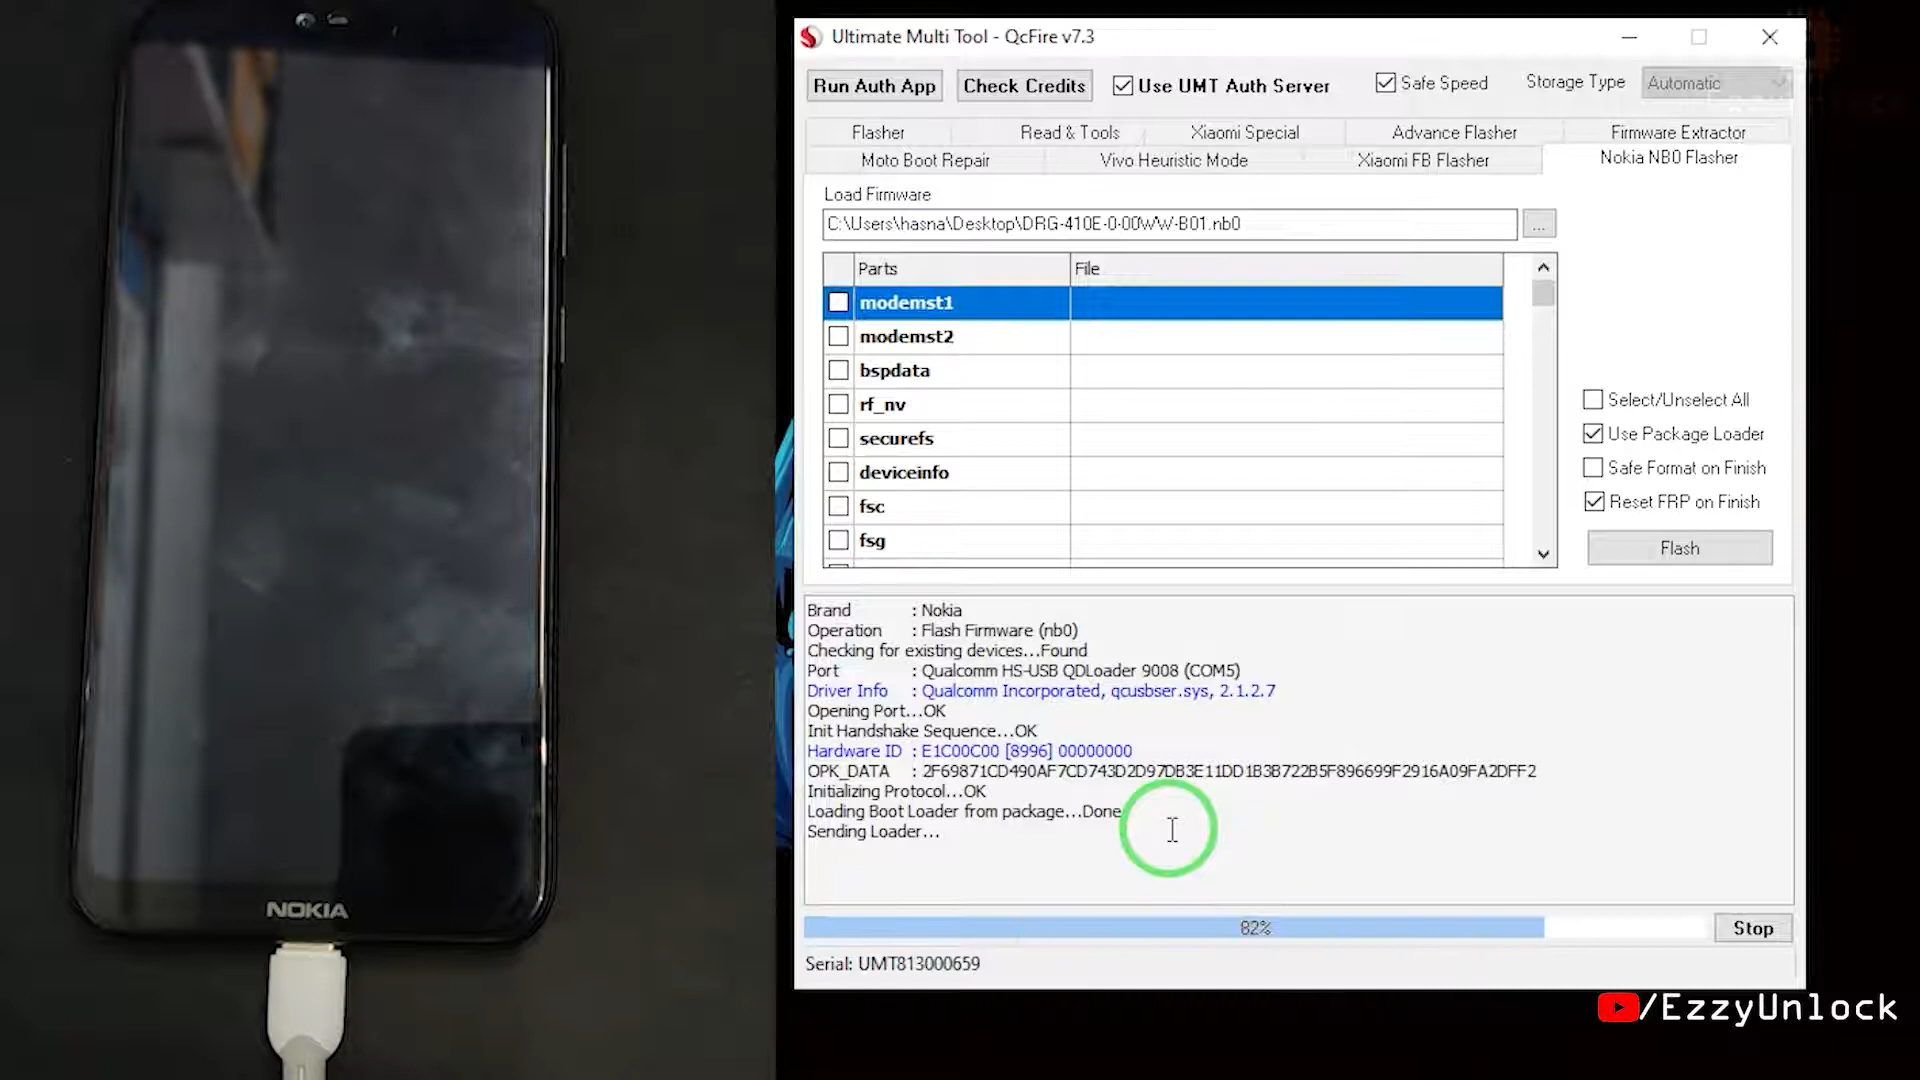 Ultimate Multi Tool - QcFire v7.3
Run Auth App
Check Credits
Use UMT Auth Server
Safe Speed
Storage Type
Automatic
Flasher
Read & Tools
Xiaomi Special
Advance Flasher
Firmware Extractor
Moto Boot Repair
Vivo Heuristic Mode
Xiaomi FB Flasher
Nokia NB0 Flasher
Load Firmware
C:\Users\hasna\Desktop\DRG-410E-0-00WW-B01.nb0
...
Parts
File
modemst1
modemst2
bspdata
rf_nv
securefs
deviceinfo
fsc
fsg
Select/Unselect All
Use Package Loader
Safe Format on Finish
Reset FRP on Finish
Flash
Brand : Nokia
Operation : Flash Firmware (nb0)
Checking for existing devices...Found
Port : Qualcomm HS-USB QDLoader 9008 (COM5)
Driver Info : Qualcomm Incorporated, qcusbser.sys, 2.1.2.7
Opening Port...OK
Init Handshake Sequence...OK
Hardware ID : E1C00C00 [8996] 00000000
OPK_DATA : 2F69871CD490AF7CD743D2D97DB3E11DD1B3B722B5F896699F2916A09FA2DFF2
Initializing Protocol...OK
Loading Boot Loader from package...Done
Sending Loader...
82%
Stop
Serial: UMT813000659
NOKIA
/EzzyUnlock